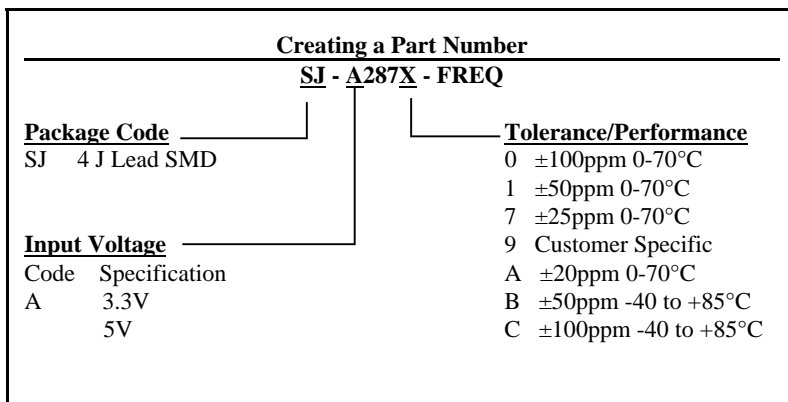 Creating a Part Number
SJ - A287X - FREQ
Package Code
SJ 4 J Lead SMD
Input Voltage
Code Specification
A 3.3V
5V
Tolerance/Performance
0 ±100ppm 0-70°C
1 ±50ppm 0-70°C
7 ±25ppm 0-70°C
9 Customer Specific
A ±20ppm 0-70°C
B ±50ppm -40 to +85°C
C ±100ppm -40 to +85°C